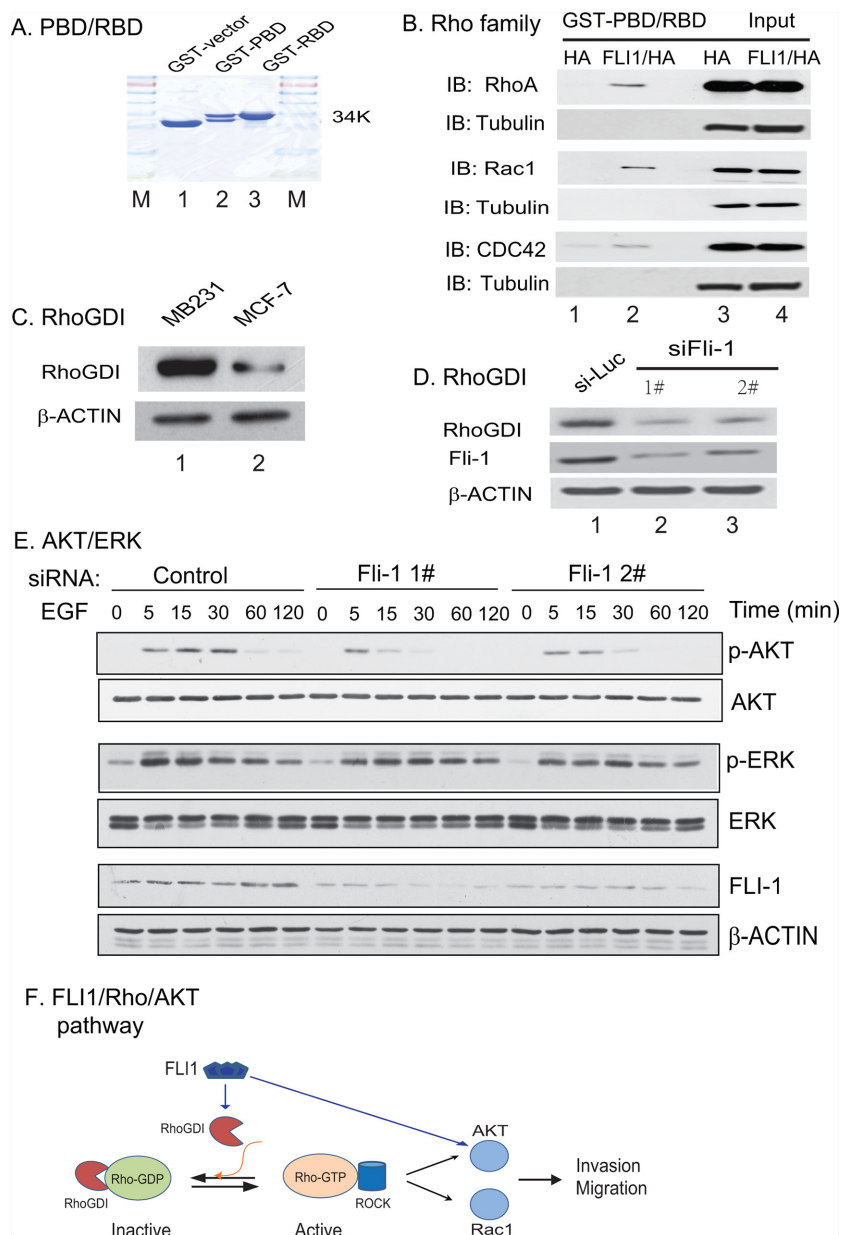 A. PBD/RBD
GST-vector
GST-PBD
GST-RBD
34K
M 1 2 3 M
B. Rho family
GST-PBD/RBD Input
HA FLI1/HA HA FLI1/HA
IB: RhoA
IB: Tubulin
IB: Rac1
IB: Tubulin
IB: CDC42
IB: Tubulin
1 2 3 4
C. RhoGDI
MB231 MCF-7
RhoGDI
β-ACTIN
1 2
D. RhoGDI
si-Luc siFli-1
1# 2#
RhoGDI
Fli-1
β-ACTIN
1 2 3
E. AKT/ERK
siRNA: Control Fli-1 1# Fli-1 2#
EGF 0 5 15 30 60 120 0 5 15 30 60 120 0 5 15 30 60 120 Time (min)
p-AKT
AKT
p-ERK
ERK
FLI-1
β-ACTIN
F. FLI1/Rho/AKT
pathway
FLI1
RhoGDI
AKT
Rho-GDP
Rho-GTP
RhoGDI
ROCK
Invasion
Migration
Inactive Active Rac1